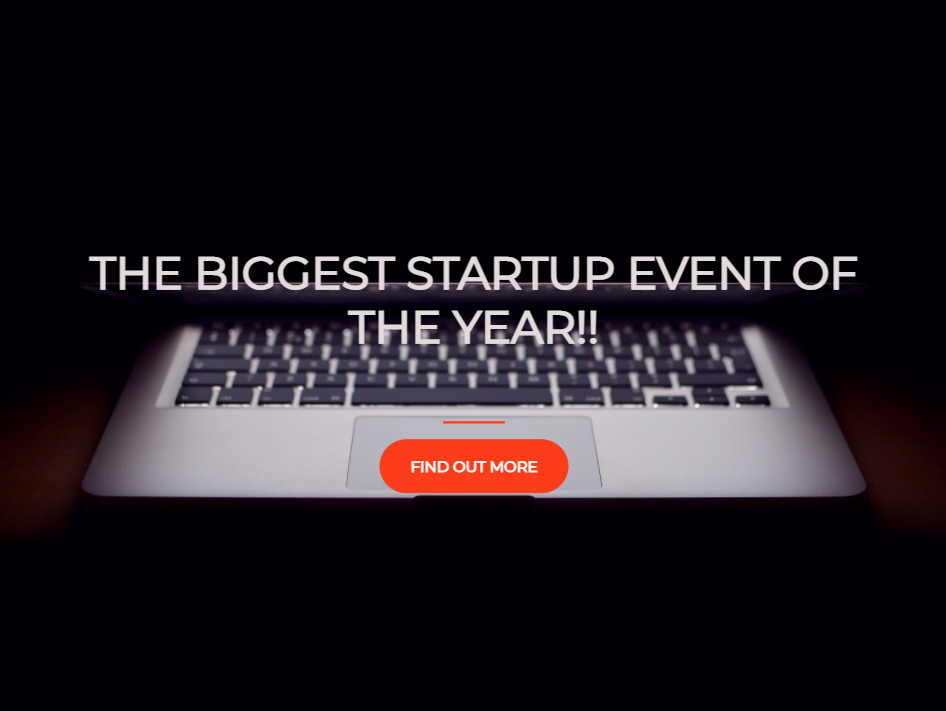 THE BIGGEST STARTUP EVENT OF
THE YEAR!!
FIND OUT MORE